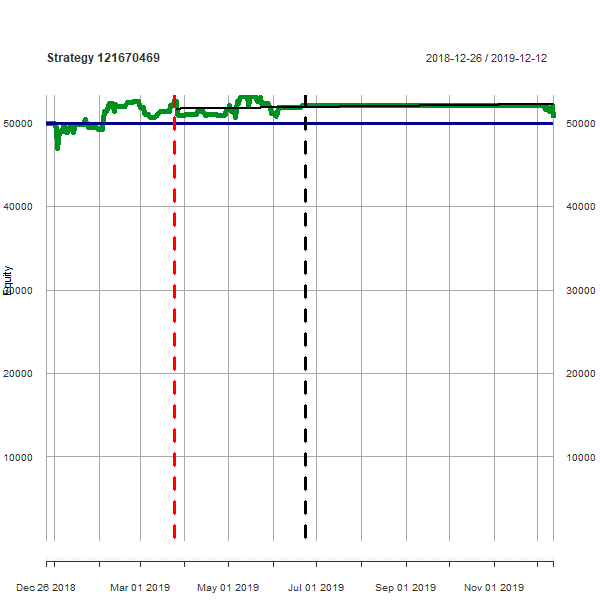 Strategy 121670469
2018-12-26 / 2019-12-12
50000
50000
40000
40000
Equity
30000
30000
20000
20000
10000
10000
Dec 26 2018
Mar 01 2019
May 01 2019
Jul 01 2019
Sep 01 2019
Nov 01 2019